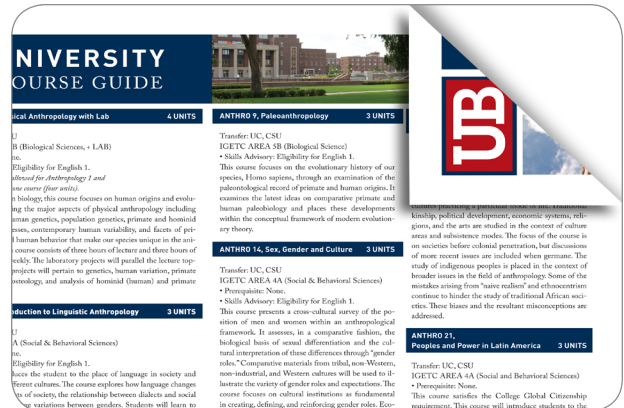 NIVERSITY
OURSE GUIDE
sical Anthropology with Lab 4 UNITS
U
B (Biological Sciences, + LAB)
ne.
Eligibility for English 1.
allowed for Anthropology 1 and
one course (four units).
n biology, this course focuses on human origins and evolu-
ing the major aspects of physical anthropology including
uman genetics, population genetics, primate and hominid
esses, contemporary human variability, and facets of pri-
l human behavior that make our species unique in the ani-
course consists of three hours of lecture and three hours of
eekly. The laboratory projects will parallel the lecture top-
projects will pertain to genetics, human variation, primate
osteology, and analysis of hominid (human) and primate
oduction to Linguistic Anthropology 3 UNITS
U
A (Social & Behavioral Sciences)
ne.
Eligibility for English 1.
duces the student to the place of language in society and
fferent cultures. The course explores how language changes
ts of society, the relationship between dialects and social
ng variations between genders. Students will learn to
ANTHRO 9, Paleoanthropology 3 UNITS
Transfer: UC, CSU
IGETC AREA 5B (Biological Science)
• Skills Advisory: Eligibility for English 1.
This course focuses on the evolutionary history of our
species, Homo sapiens, through an examination of the
paleontological record of primate and human origins. It
examines the latest ideas on comparative primate and
human paleobiology and places these developments
within the conceptual framework of modern evolution-
ary theory.
ANTHRO 14, Sex, Gender and Culture 3 UNITS
Transfer: UC, CSU
IGETC AREA 4A (Social & Behavioral Sciences)
• Prerequisite: None.
• Skills Advisory: Eligibility for English 1.
This course presents a cross-cultural survey of the po-
sition of men and women within an anthropological
framework. It assesses, in a comparative fashion, the
biological basis of sexual differentiation and the cul-
tural interpretation of these differences through "gender
roles." Comparative materials from tribal, non-Western,
non-industrial, and Western cultures will be used to il-
lustrate the variety of gender roles and expectations. The
course focuses on cultural institutions as fundamental
in creating, defining, and reinforcing gender roles. Eco-
UB
cultures practicing a particular mode of life. Traditional
kinship, political development, economic systems, reli-
gions, and the arts are studied in the context of culture
areas and subsistence modes. The focus of the course is
on societies before colonial penetration, but discussions
of more recent issues are included when germane. The
study of indigenous peoples is placed in the context of
broader issues in the field of anthropology. Some of the
mistakes arising from "naive realism" and ethnocentrism
continue to hinder the study of traditional African soci-
eties. These biases and the resultant misconceptions are
addressed.
ANTHRO 21,
Peoples and Power in Latin America 3 UNITS
Transfer: UC, CSU
IGETC AREA 4A (Social and Behavioral Sciences)
• Prerequisite: None.
This course satisfies the College Global Citizenship
requirement. This course will introduce students to the